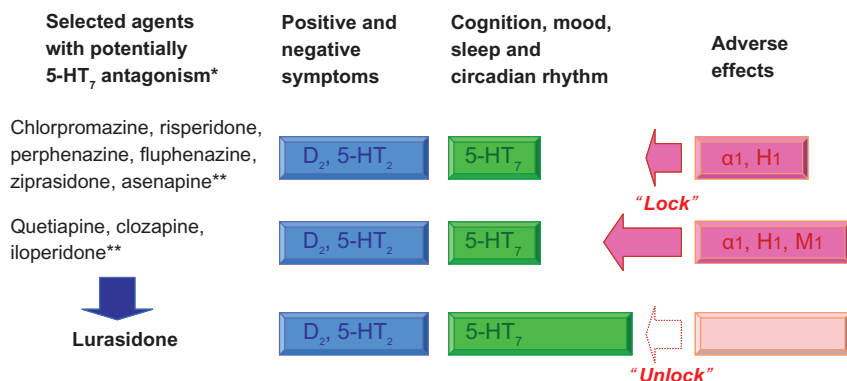 Selected agents
with potentially
5-HT₇ antagonism*
Positive and
negative
symptoms
Cognition, mood,
sleep and
circadian rhythm
Adverse
effects
Chlorpromazine, risperidone,
perphenazine, fluphenazine,
ziprasidone, asenapine**
D₂, 5-HT₂
5-HT₇
α1, H1
"Lock"
Quetiapine, clozapine,
iloperidone**
D₂, 5-HT₂
5-HT₇
α1, H1, M1
Lurasidone
D₂, 5-HT₂
5-HT₇
"Unlock"